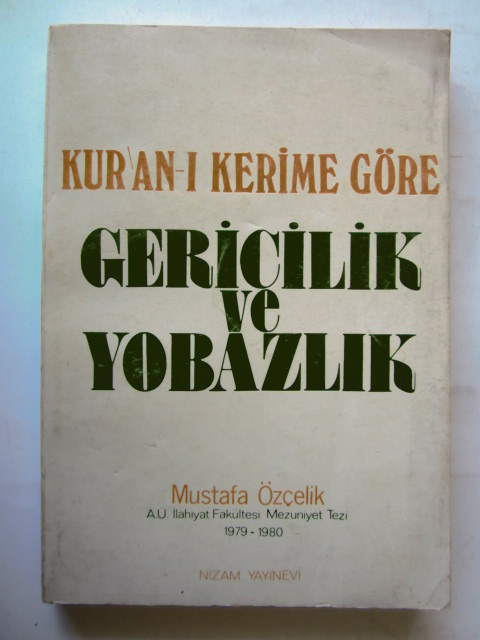 KUR'AN-I KERİME GÖRE
GERİCİLİK
ve
YOBAZLIK
Mustafa Özçelik
A.Ü. İlahiyat Fakültesi Mezuniyet Tezi
1979-1980
NİZAM YAYINEVİ